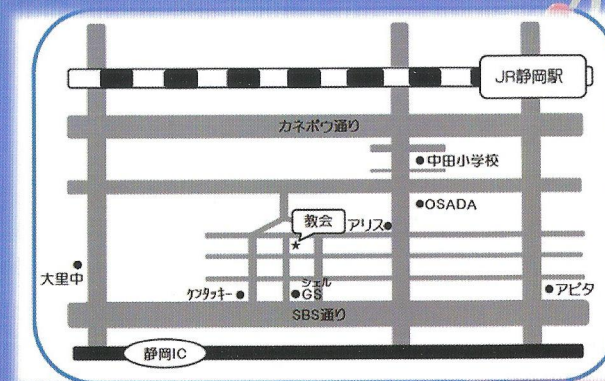 JR静岡駅
カネボウ通り
中田小学校
OSADA
教会
アリス
大里中
ケンタッキー
シェル
GS
アピタ
SBS通り
静岡IC